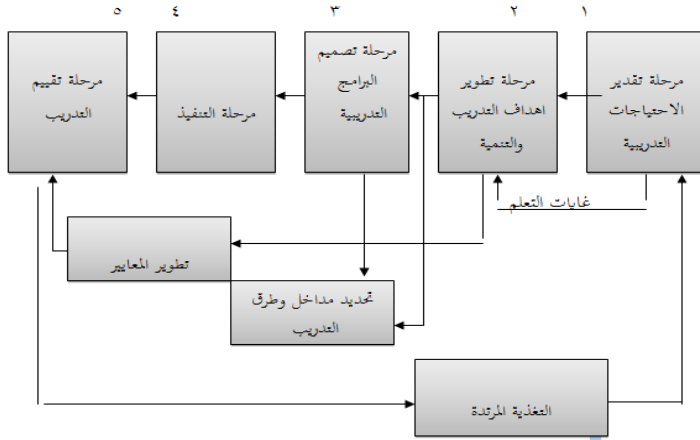 ١ ٢ ٣ ٤ ٥
مرحلة تقدير
الاحتياجات
التدريبية
مرحلة تطوير
اهداف التدريب
والتنمية
مرحلة تصميم
البرامج
التدريبية
مرحلة التنفيذ
مرحلة تقييم
التدريب
غايات التعلم
تطوير المعايير
تحديد مداخل وطرق
التدريب
التغذية المرتدة